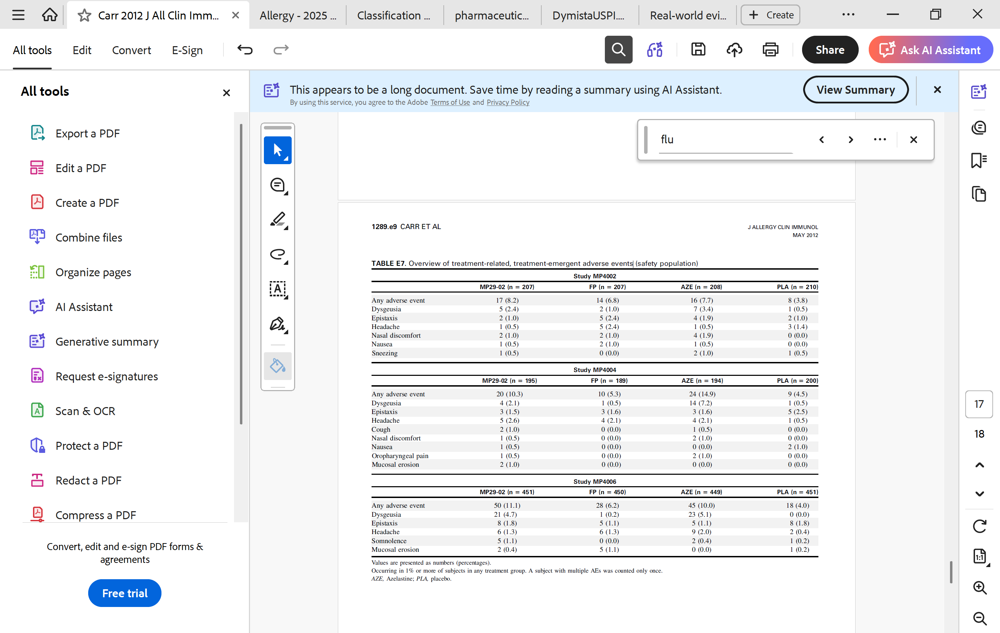 Carr 2012 J All Clin Imm...
Allergy - 2025 ...
Classification ...
pharmaceutic...
DymistaUSPI....
Real-world evi...
Create
All tools
Edit
Convert
E-Sign
Share
Ask AI Assistant
All tools
Export a PDF
Edit a PDF
Create a PDF
Combine files
Organize pages
AI Assistant
Generative summary
Request e-signatures
Scan & OCR
Protect a PDF
Redact a PDF
Compress a PDF
Convert, edit and e-sign PDF forms &
agreements
Free trial
This appears to be a long document. Save time by reading a summary using AI Assistant.
By using this service, you agree to the Adobe Terms of Use and Privacy Policy
View Summary
flu
1289.e9 CARR ET AL
J ALLERGY CLIN IMMUNOL
MAY 2012
TABLE E7. Overview of treatment-related, treatment-emergent adverse events (safety population)
Study MP4002
MP29-02 (n = 207) FP (n = 207) AZE (n = 208) PLA (n = 210)
Any adverse event 17 (8.2) 14 (6.8) 16 (7.7) 8 (3.8)
Dysgeusia 5 (2.4) 2 (1.0) 7 (3.4) 1 (0.5)
Epistaxis 2 (1.0) 5 (2.4) 4 (1.9) 2 (1.0)
Headache 1 (0.5) 5 (2.4) 1 (0.5) 3 (1.4)
Nasal discomfort 2 (1.0) 2 (1.0) 4 (1.9) 0 (0.0)
Nausea 1 (0.5) 2 (1.0) 1 (0.5) 0 (0.0)
Sneezing 1 (0.5) 0 (0.0) 2 (1.0) 1 (0.5)
Study MP4004
MP29-02 (n = 195) FP (n = 189) AZE (n = 194) PLA (n = 200)
Any adverse event 20 (10.3) 10 (5.3) 24 (14.9) 9 (4.5)
Dysgeusia 4 (2.1) 1 (0.5) 14 (7.2) 1 (0.5)
Epistaxis 3 (1.5) 3 (1.6) 3 (1.6) 5 (2.5)
Headache 5 (2.6) 4 (2.1) 4 (2.1) 1 (0.5)
Cough 2 (1.0) 0 (0.0) 1 (0.5) 0 (0.0)
Nasal discomfort 1 (0.5) 0 (0.0) 2 (1.0) 0 (0.0)
Nausea 1 (0.5) 0 (0.0) 0 (0.0) 2 (1.0)
Oropharyngeal pain 1 (0.5) 0 (0.0) 2 (1.0) 0 (0.0)
Mucosal erosion 2 (1.0) 0 (0.0) 0 (0.0) 0 (0.0)
Study MP4006
MP29-02 (n = 451) FP (n = 450) AZE (n = 449) PLA (n = 451)
Any adverse event 50 (11.1) 28 (6.2) 45 (10.0) 18 (4.0)
Dysgeusia 21 (4.7) 1 (0.2) 23 (5.1) 0 (0.0)
Epistaxis 8 (1.8) 5 (1.1) 5 (1.1) 8 (1.8)
Headache 6 (1.3) 6 (1.3) 9 (2.0) 2 (0.4)
Somnolence 5 (1.1) 0 (0.0) 2 (0.4) 1 (0.2)
Mucosal erosion 2 (0.4) 5 (1.1) 0 (0.0) 1 (0.2)
Values are presented as numbers (percentages).
Occurring in 1% or more of subjects in any treatment group. A subject with multiple AEs was counted only once.
AZE, Azelastine; PLA, placebo.
17
18
1:1